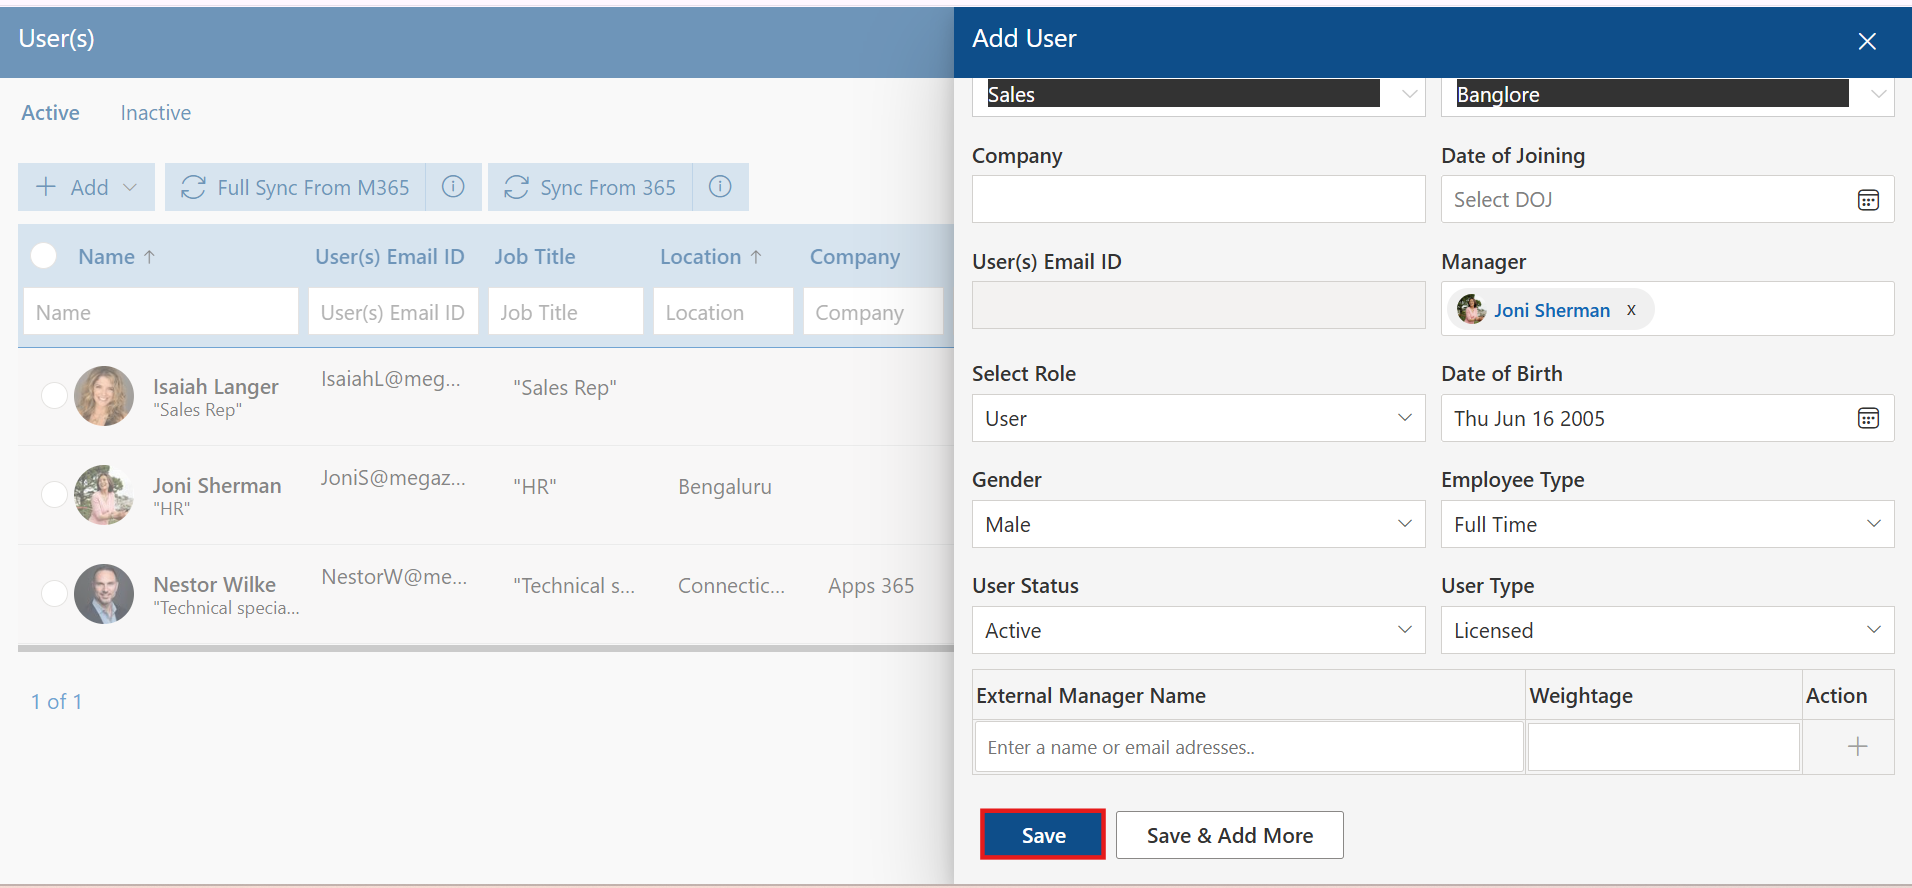 User(s)
Active Inactive
Add Full Sync From M365 Sync From 365
Name ↑ User(s) Email ID Job Title Location ↑ Company
Name User(s) Email ID Job Title Location Company
Isaiah Langer IsaiahL@meg... "Sales Rep"
"Sales Rep"
Joni Sherman JoniS@megaz... "HR" Bengaluru
"HR"
Nestor Wilke NestorW@me... "Technical s... Connectic... Apps 365
"Technical specia...
1 of 1
Add User
Sales Banglore
Company Date of Joining
Select DOJ
User(s) Email ID Manager
Joni Sherman x
Select Role Date of Birth
User Thu Jun 16 2005
Gender Employee Type
Male Full Time
User Status User Type
Active Licensed
External Manager Name Weightage Action
Enter a name or email adresses..
Save Save & Add More